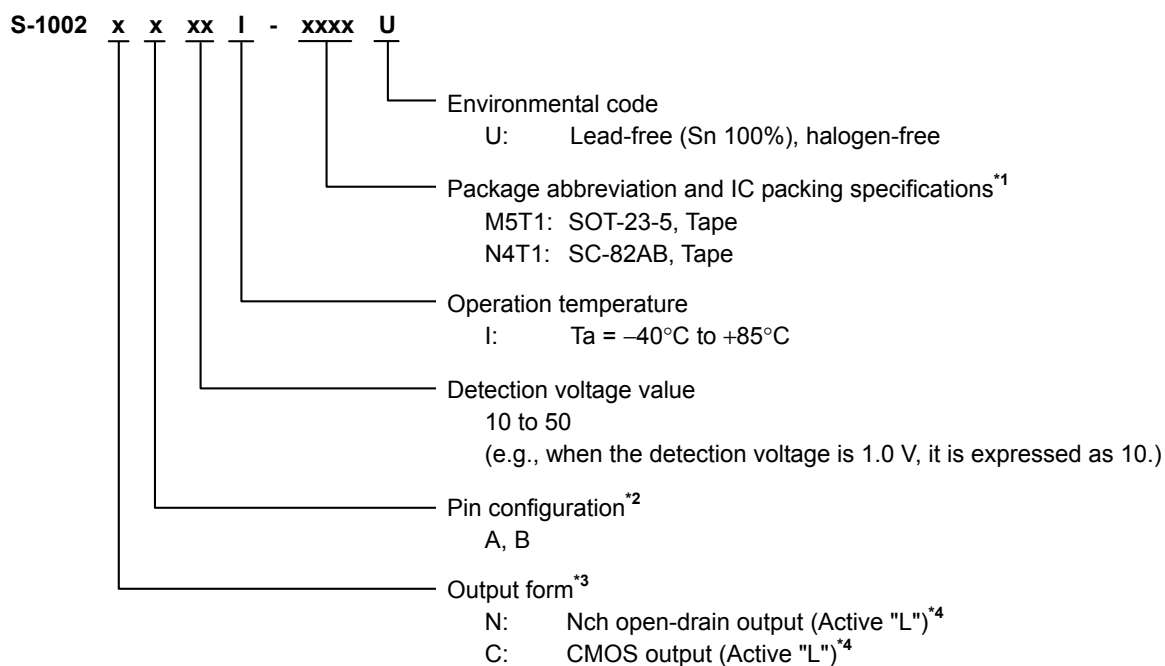 S-1002 x x xx I - xxxx U
Environmental code
U: Lead-free (Sn 100%), halogen-free
Package abbreviation and IC packing specifications*1
M5T1: SOT-23-5, Tape
N4T1: SC-82AB, Tape
Operation temperature
I: Ta = −40°C to +85°C
Detection voltage value
10 to 50
(e.g., when the detection voltage is 1.0 V, it is expressed as 10.)
Pin configuration*2
A, B
Output form*3
N: Nch open-drain output (Active "L")*4
C: CMOS output (Active "L")*4